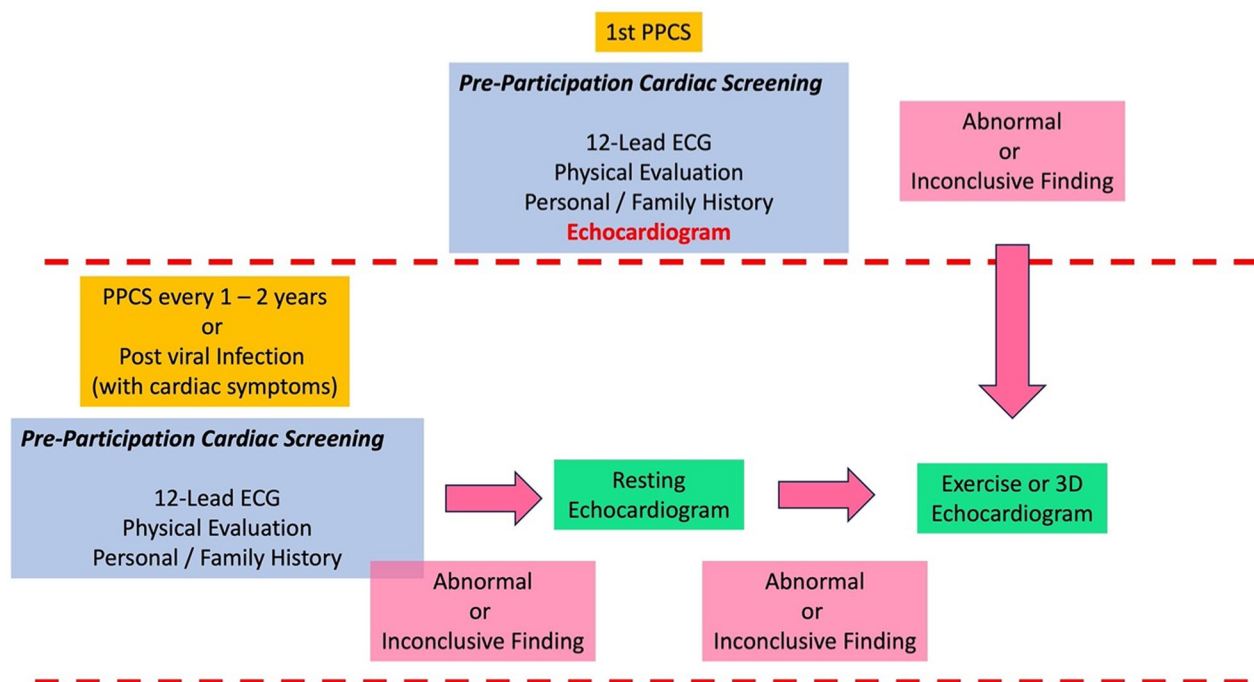 1st PPCS
Pre-Participation Cardiac Screening
12-Lead ECG
Physical Evaluation
Personal / Family History
Echocardiogram
Abnormal
or
Inconclusive Finding
PPCS every 1 – 2 years
or
Post viral Infection
(with cardiac symptoms)
Pre-Participation Cardiac Screening
12-Lead ECG
Physical Evaluation
Personal / Family History
Abnormal
or
Inconclusive Finding
Resting
Echocardiogram
Abnormal
or
Inconclusive Finding
Exercise or 3D
Echocardiogram